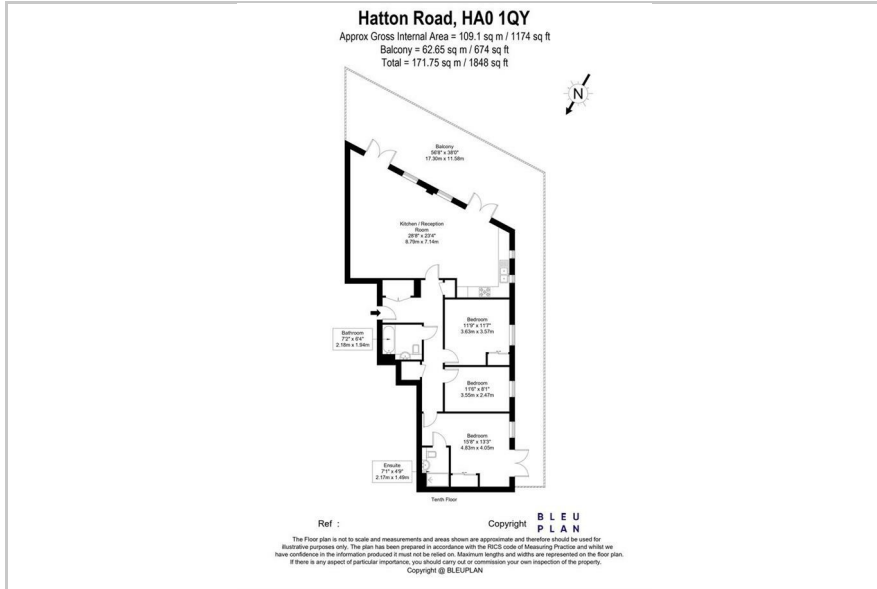 Hatton Road, HA0 1QY
Approx Gross Internal Area = 109.1 sq m / 1174 sq ft
Balcony = 62.65 sq m / 674 sq ft
Total = 171.75 sq m / 1848 sq ft
N
Balcony
56'8" x 38'0"
17.30m x 11.58m
Kitchen / Reception
Room
28'8" x 23'4"
8.79m x 7.14m
Bedroom
11'9" x 11'7"
3.63m x 3.57m
Bathroom
7'2" x 6'4"
2.18m x 1.94m
Bedroom
11'6" x 8'1"
3.55m x 2.47m
Bedroom
15'8" x 13'3"
4.83m x 4.05m
Ensuite
7'1" x 4'9"
2.17m x 1.49m
Tenth Floor
Ref :
Copyright
BLEU
PLAN
The Floor plan is not to scale and measurements and areas shown are approximate and therefore should be used for
illustrative purposes only. The plan has been prepared in accordance with the RICS code of Measuring Practice and whilst we
have confidence in the information produced it must not be relied on. Maximum lengths and widths are represented on the floor plan.
If there is any aspect of particular importance, you should carry out or commission your own inspection of the property.
Copyright @ BLEUPLAN